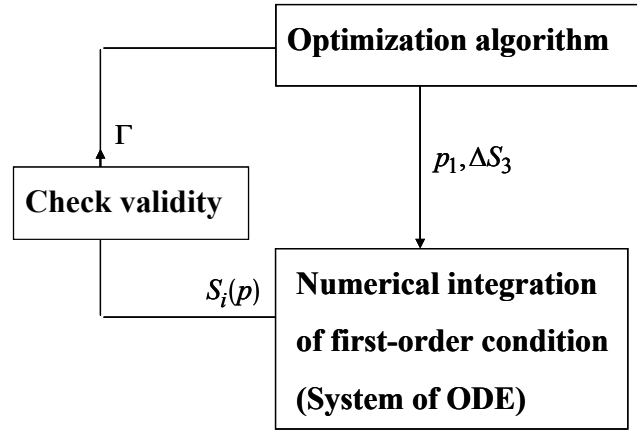 Optimization algorithm
Γ
p₁, ΔS₃
Check validity
Sᵢ(p)
Numerical integration
of first-order condition
(System of ODE)